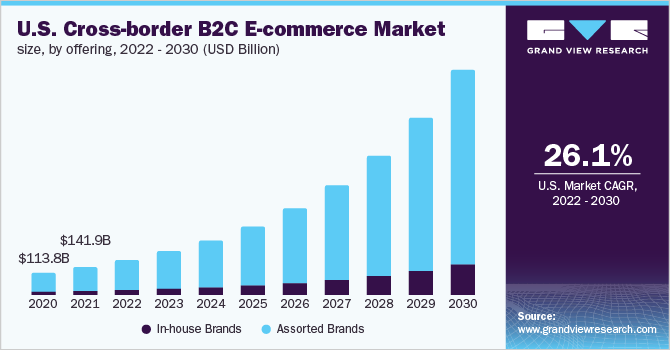 U.S. Cross-border B2C E-commerce Market
size, by offering, 2022 - 2030 (USD Billion)
GRAND VIEW RESEARCH
$113.8B
$141.9B
2020 2021 2022 2023 2024 2025 2026 2027 2028 2029 2030
In-house Brands Assorted Brands
26.1%
U.S. Market CAGR,
2022 - 2030
Source:
www.grandviewresearch.com